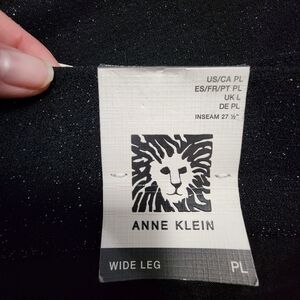 US/CA PL
ES/FR/PT PL
UK L
DE PL
INSEAM 27 ½"
ANNE KLEIN
WIDE LEG PL